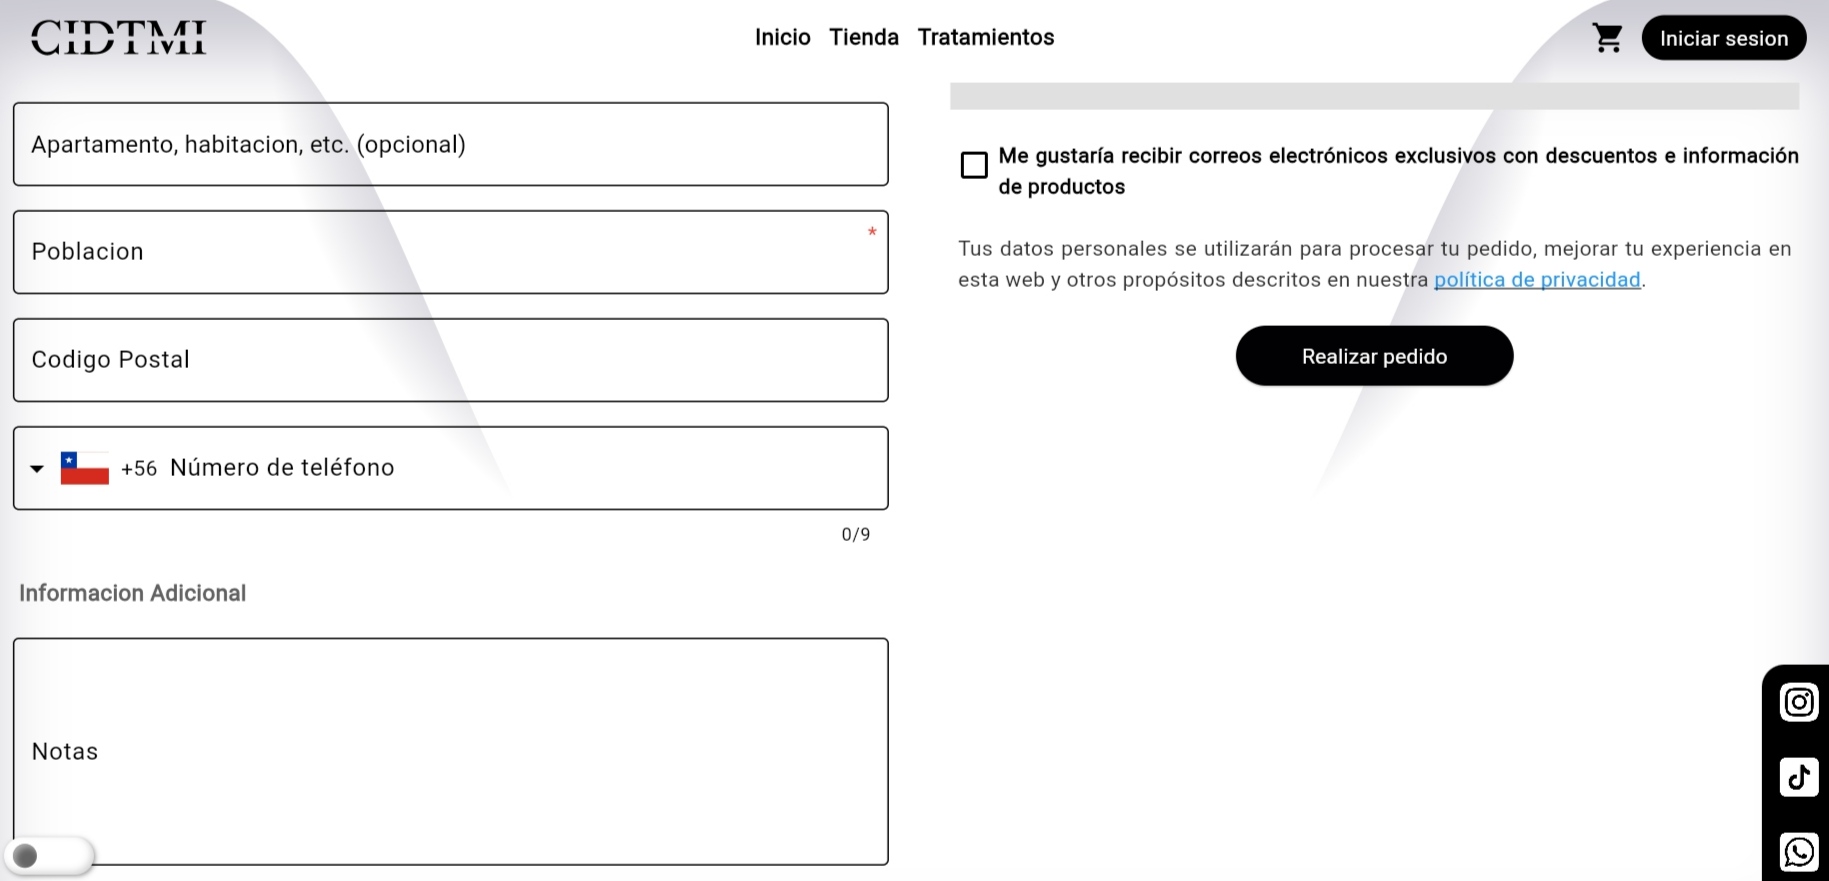 CIDTMI
Inicio Tienda Tratamientos
Iniciar sesion
Apartamento, habitacion, etc. (opcional)
Poblacion *
Codigo Postal
+56 Número de teléfono
0/9
Informacion Adicional
Notas
Me gustaría recibir correos electrónicos exclusivos con descuentos e información
de productos
Tus datos personales se utilizarán para procesar tu pedido, mejorar tu experiencia en
esta web y otros propósitos descritos en nuestra política de privacidad.
Realizar pedido